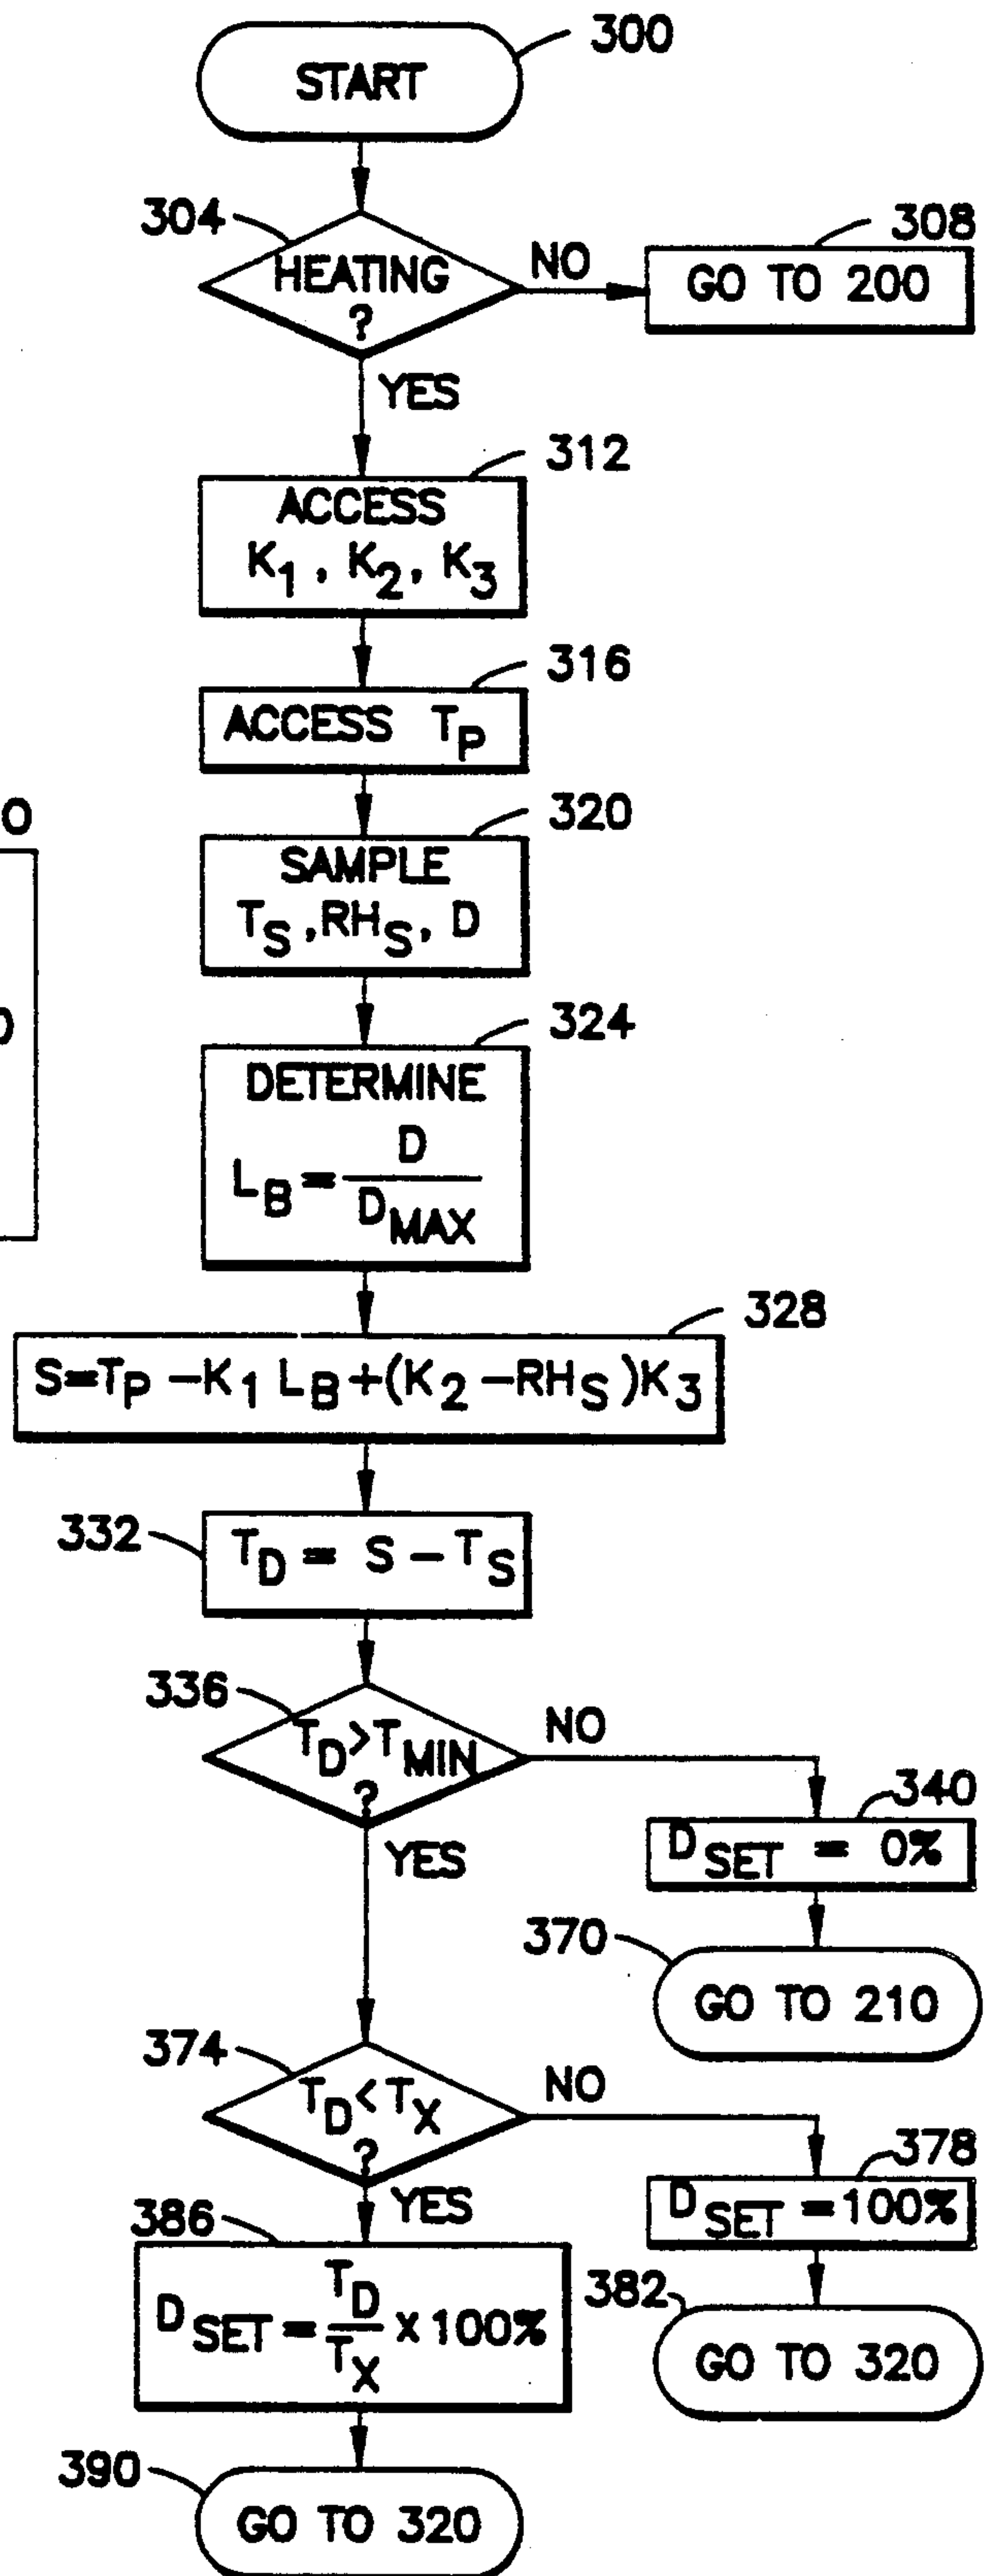 300
START
304
HEATING
?
NO
308
GO TO 200
YES
312
ACCESS
K1, K2, K3
316
ACCESS TP
320
SAMPLE
TS, RHS, D
O
324
DETERMINE
LB = D
DMAX
328
S=TP -K1 LB+(K2 -RHS)K3
332
TD = S - TS
336
TD>TMIN
?
NO
YES
340
DSET = 0%
370
GO TO 210
374
TD<TX
?
NO
YES
378
DSET =100%
382
GO TO 320
386
DSET = TD
TX x 100%
390
GO TO 320